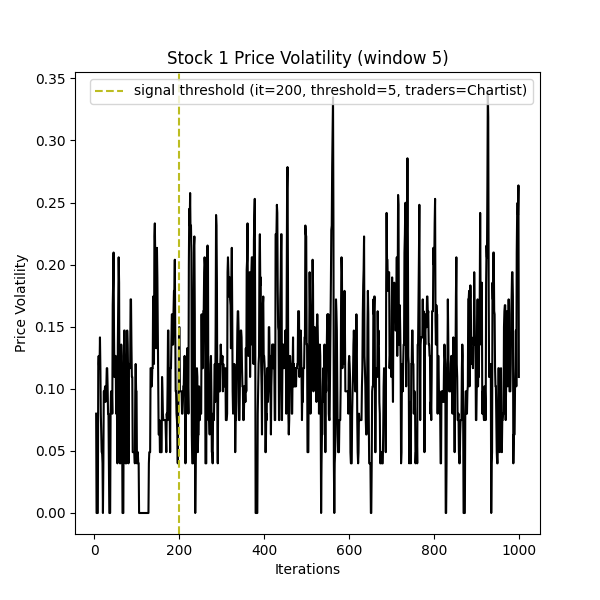 Stock 1 Price Volatility (window 5)
signal threshold (it=200, threshold=5, traders=Chartist)
0.35
0.30
0.25
0.20
0.15
0.10
0.05
0.00
Price Volatility
0 200 400 600 800 1000
Iterations